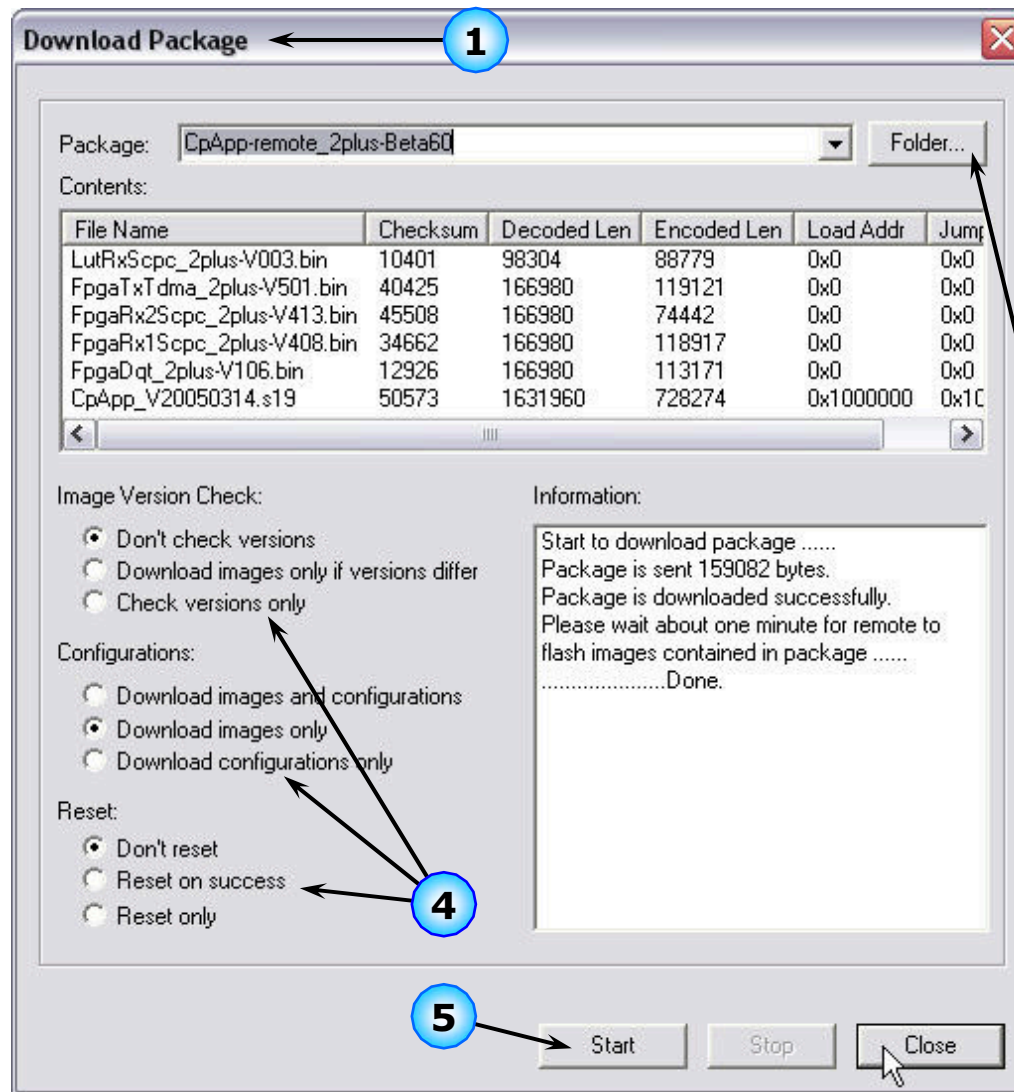 Download Package 1
Package: CpApp-remote_2plus-Beta60 Folder...
Contents:
File Name Checksum Decoded Len Encoded Len Load Addr Jump
LutRxScpc_2plus-V003.bin 10401 98304 88779 0x0 0x0
FpgaTxTdma_2plus-V501.bin 40425 166980 119121 0x0 0x0
FpgaRx2Scpc_2plus-V413.bin 45508 166980 74442 0x0 0x0
FpgaRx1Scpc_2plus-V408.bin 34662 166980 118917 0x0 0x0
FpgaDqt_2plus-V106.bin 12926 166980 113171 0x0 0x0
CpApp_V20050314.s19 50573 1631960 728274 0x1000000 0x10
Image Version Check:
Don't check versions
Download images only if versions differ
Check versions only
Configurations:
Download images and configurations
Download images only
Download configurations only
Reset:
Don't reset
Reset on success
Reset only
4
Information:
Start to download package ......
Package is sent 159082 bytes.
Package is downloaded successfully.
Please wait about one minute for remote to
flash images contained in package ......
.....................Done.
5
Start Stop Close